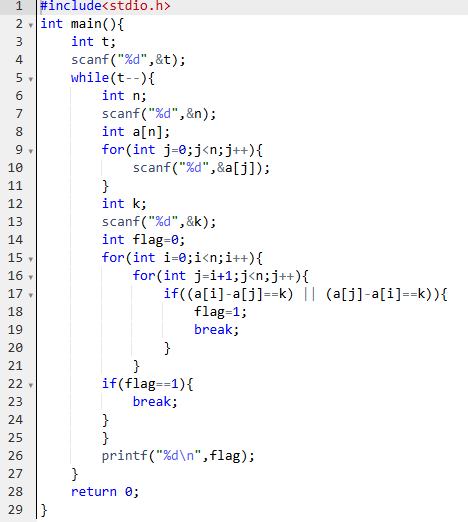 1 #include<stdio.h>
2 int main(){
3     int t;
4     scanf("%d",&t);
5     while(t--){
6         int n;
7         scanf("%d",&n);
8         int a[n];
9         for(int j=0;j<n;j++){
10             scanf("%d",&a[j]);
11         }
12         int k;
13         scanf("%d",&k);
14         int flag=0;
15         for(int i=0;i<n;i++){
16             for(int j=i+1;j<n;j++){
17                 if((a[i]-a[j]==k) || (a[j]-a[i]==k)){
18                     flag=1;
19                     break;
20                 }
21             }
22         if(flag==1){
23             break;
24         }
25         }
26         printf("%d\n",flag);
27     }
28     return 0;
29 }